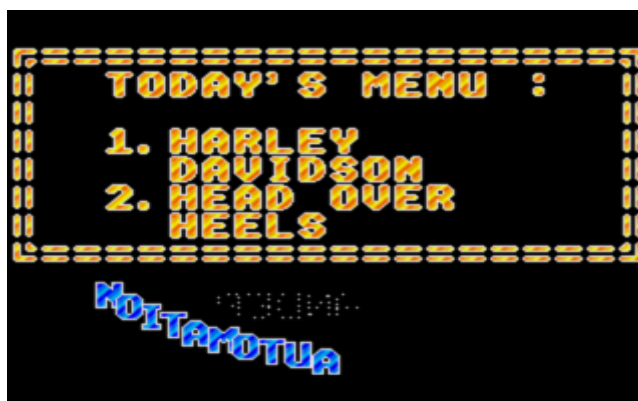 TODAY'S MENU :
1. HARLEY
DAVIDSON
2. HEAD OVER
HEELS
NOITAMOTUA